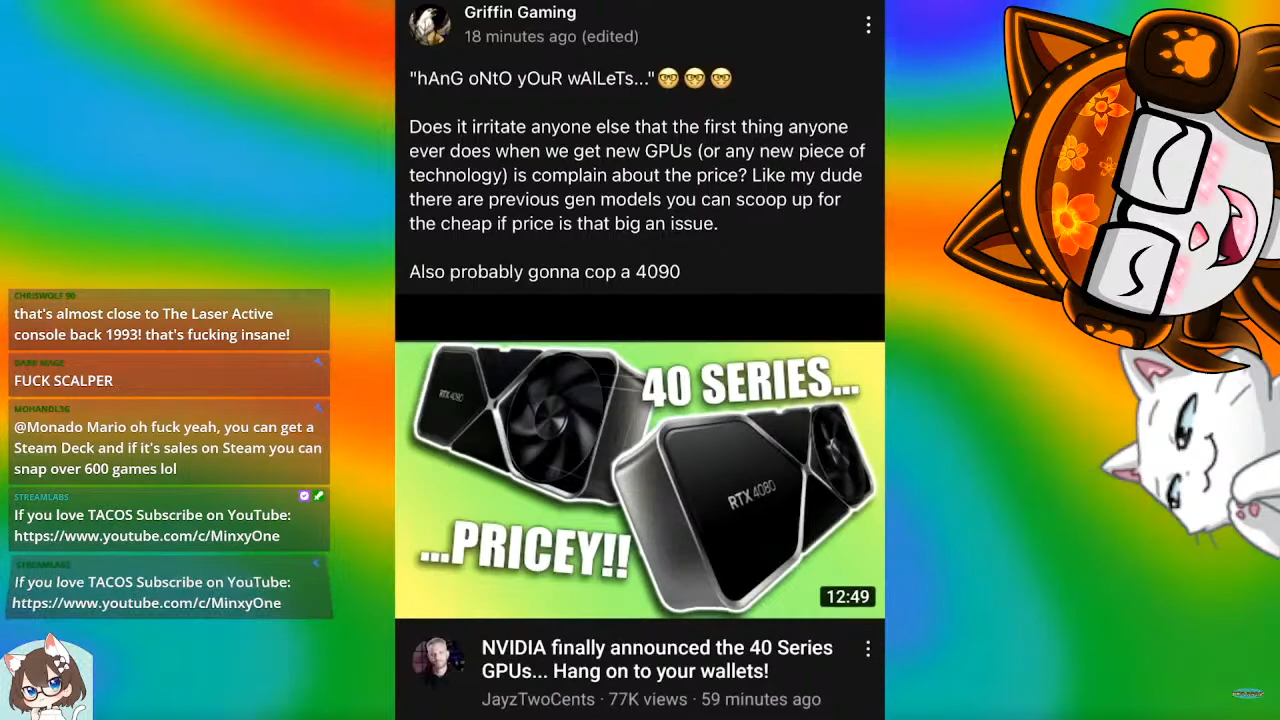 Griffin Gaming
18 minutes ago (edited)
"hAnG oNtO yOuR wAlLeTs..."🤓🤓🤓
Does it irritate anyone else that the first thing anyone
ever does when we get new GPUs (or any new piece of
technology) is complain about the price? Like my dude
there are previous gen models you can scoop up for
the cheap if price is that big an issue.
Also probably gonna cop a 4090
RTX 4080
40 SERIES...
RTX 4080
...PRICEY!!
12:49
NVIDIA finally announced the 40 Series
GPUs... Hang on to your wallets!
JayzTwoCents · 77K views · 59 minutes ago
CHRISWOLF 90
that's almost close to The Laser Active
console back 1993! that's fucking insane!
DARK MAGE
FUCK SCALPER
MOHANDL3G
@Monado Mario oh fuck yeah, you can get a
Steam Deck and if it's sales on Steam you can
snap over 600 games lol
STREAMLABS
If you love TACOS Subscribe on YouTube:
https://www.youtube.com/c/MinxyOne
STREAMLABS
If you love TACOS Subscribe on YouTube:
https://www.youtube.com/c/MinxyOne